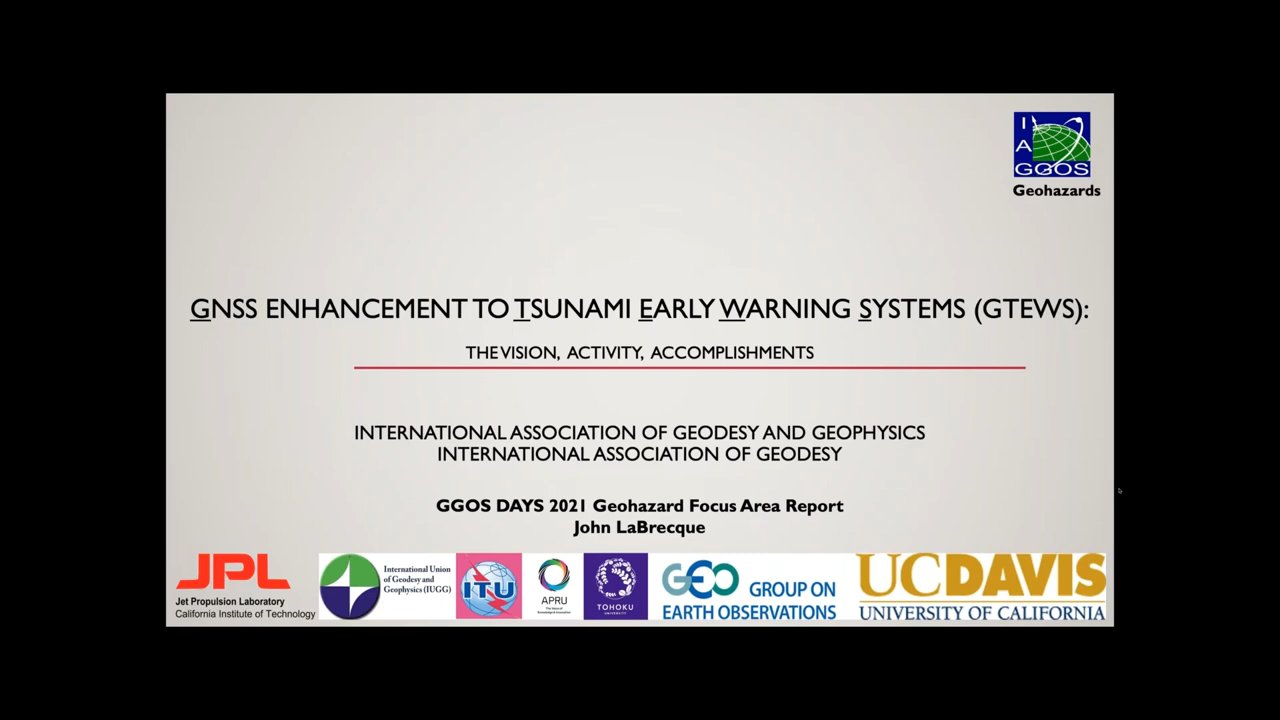 I
A
GGOS
Geohazards
GNSS ENHANCEMENT TO TSUNAMI EARLY WARNING SYSTEMS (GTEWS):
THE VISION, ACTIVITY, ACCOMPLISHMENTS
INTERNATIONAL ASSOCIATION OF GEODESY AND GEOPHYSICS
INTERNATIONAL ASSOCIATION OF GEODESY
GGOS DAYS 2021 Geohazard Focus Area Report
John LaBrecque
JPL
Jet Propulsion Laboratory
California Institute of Technology
International Union
of Geodesy and
Geophysics (IUGG)
ITU
APRU
TOHOKU
UNIVERSITY
GEO GROUP ON
EARTH OBSERVATIONS
UCDAVIS
UNIVERSITY OF CALIFORNIA